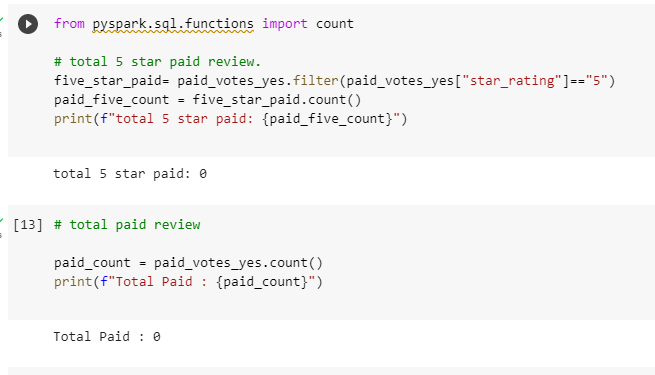 from pyspark.sql.functions import count
# total 5 star paid review.
five_star_paid= paid_votes_yes.filter(paid_votes_yes["star_rating"]=="5")
paid_five_count = five_star_paid.count()
print(f"total 5 star paid: {paid_five_count}")
total 5 star paid: 0
[13] # total paid review
paid_count = paid_votes_yes.count()
print(f"Total Paid : {paid_count}")
Total Paid : 0